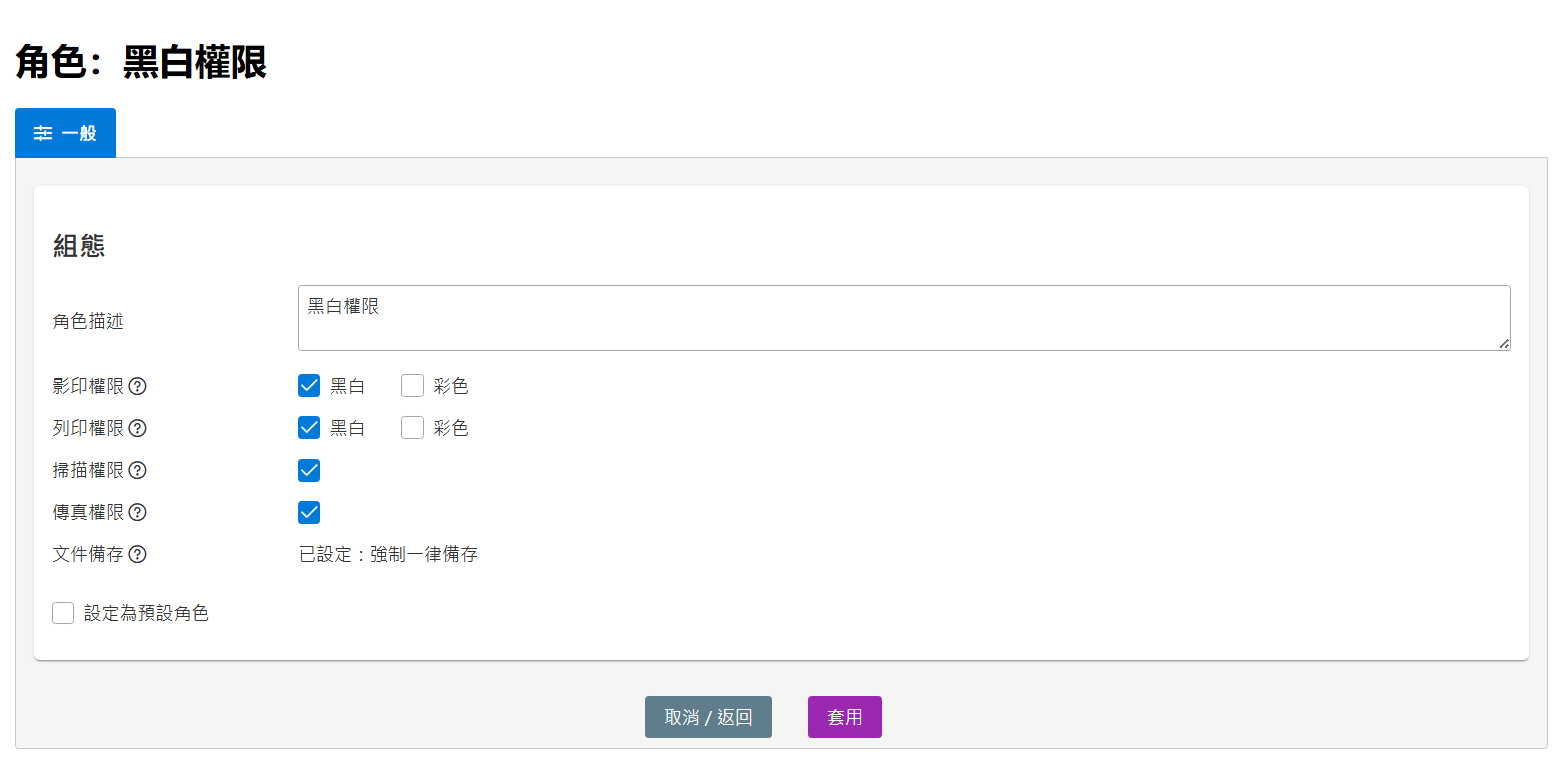 角色：黑白權限
一般
組態
角色描述
黑白權限
影印權限 黑白 彩色
列印權限 黑白 彩色
掃描權限
傳真權限
文件備存 已設定：強制一律備存
設定為預設角色
取消 / 返回 套用